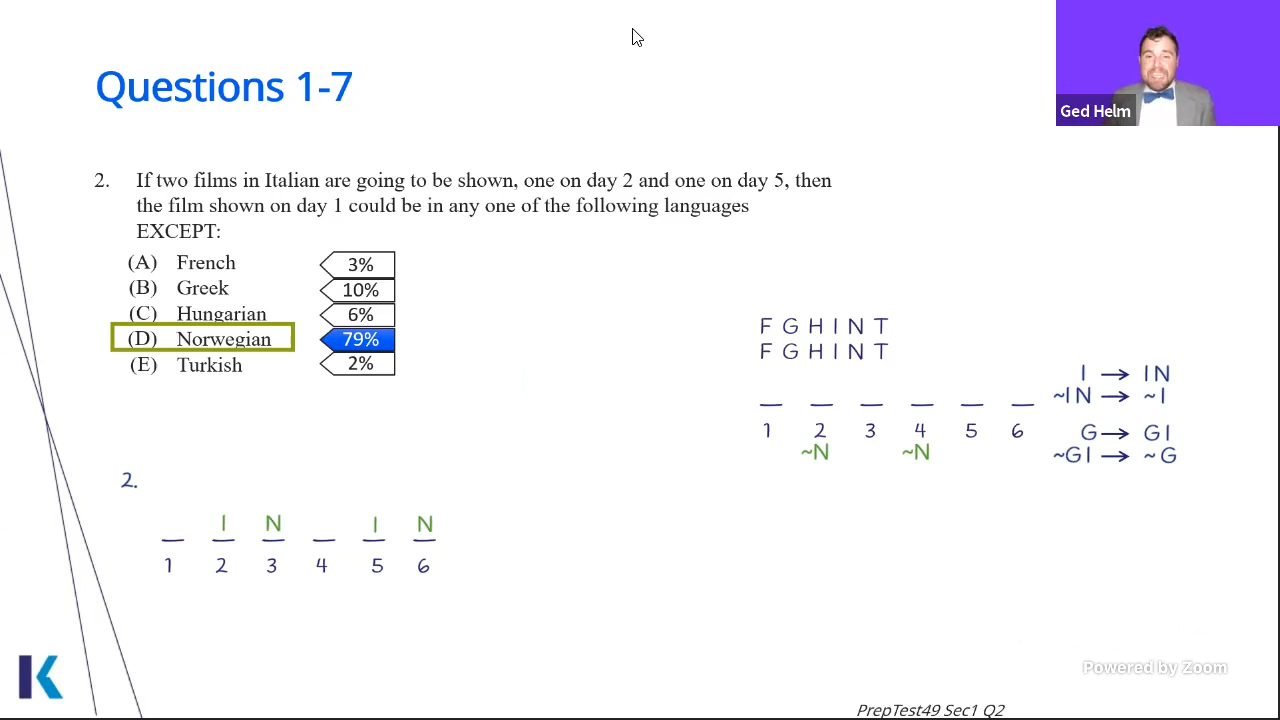 Questions 1-7
Ged Helm
2. If two films in Italian are going to be shown, one on day 2 and one on day 5, then
the film shown on day 1 could be in any one of the following languages
EXCEPT:
(A) French 3%
(B) Greek 10%
(C) Hungarian 6%
(D) Norwegian 79%
(E) Turkish 2%
F G H I N T
F G H I N T
1 2 3 4 5 6
~N ~N
I → IN
~IN → ~I
G → GI
~GI → ~G
2.
I N I N
1 2 3 4 5 6
K
Powered by Zoom
PrepTest49 Sec1 Q2